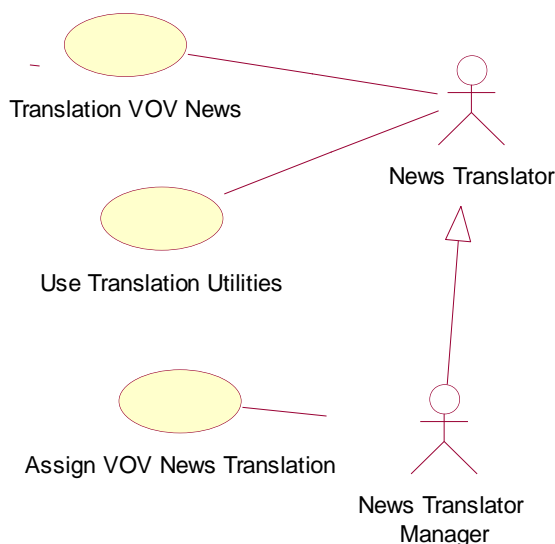 Translation VOV News
News Translator
Use Translation Utilities
Assign VOV News Translation
News Translator
Manager